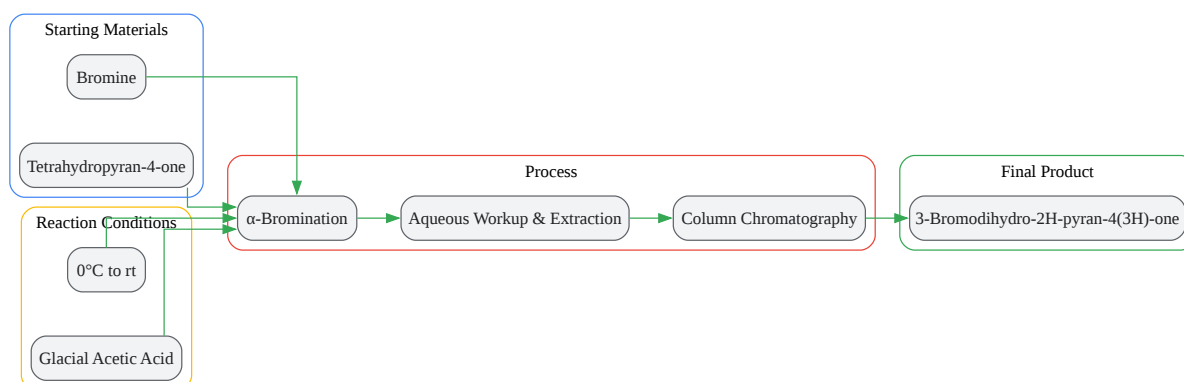 Starting Materials
Bromine
Tetrahydropyran-4-one
Reaction Conditions
0°C to rt
Glacial Acetic Acid
Process
α-Bromination
Aqueous Workup & Extraction
Column Chromatography
Final Product
3-Bromodihydro-2H-pyran-4(3H)-one